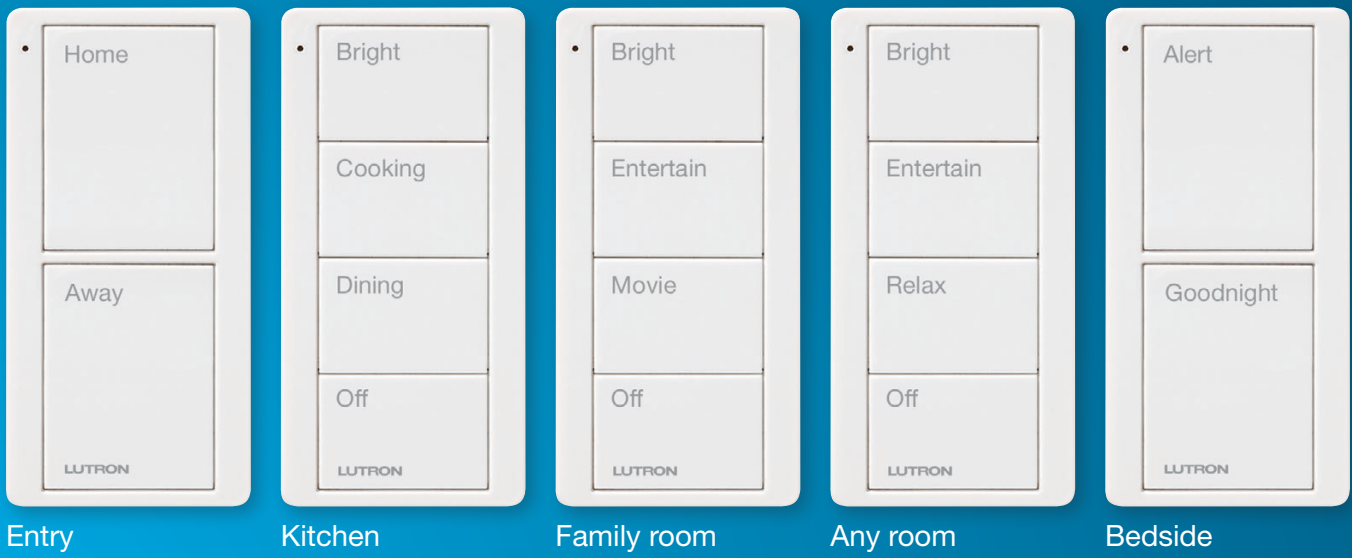 Home
Away
LUTRON
Entry
Bright
Cooking
Dining
Off
LUTRON
Kitchen
Bright
Entertain
Movie
Off
LUTRON
Family room
Bright
Entertain
Relax
Off
LUTRON
Any room
Alert
Goodnight
LUTRON
Bedside